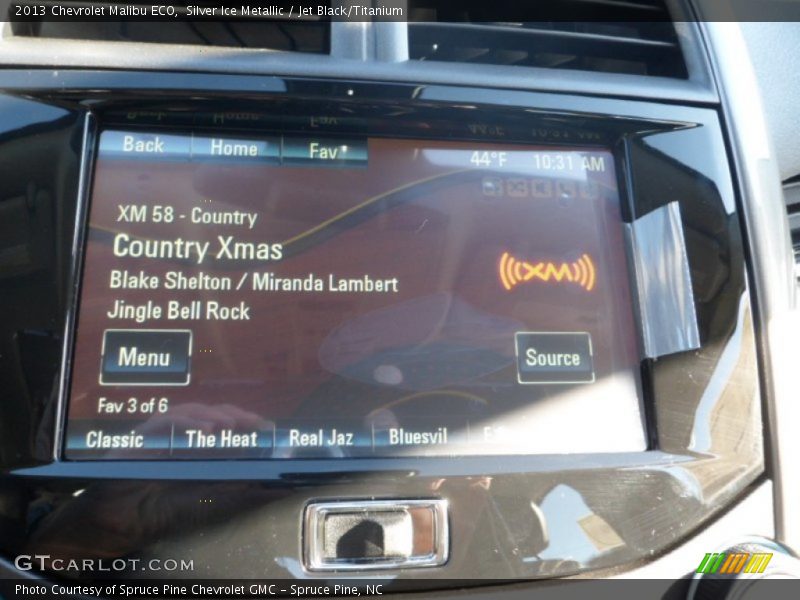 2013 Chevrolet Malibu ECO, Silver Ice Metallic / Jet Black/Titanium
Back Home Fav 44°F 10:31 AM
XM 58 - Country
Country Xmas
Blake Shelton / Miranda Lambert
Jingle Bell Rock
XM
Menu
Source
Fav 3 of 6
Classic The Heat Real Jaz Bluesvil
GTCARLOT.COM
Photo Courtesy of Spruce Pine Chevrolet GMC - Spruce Pine, NC